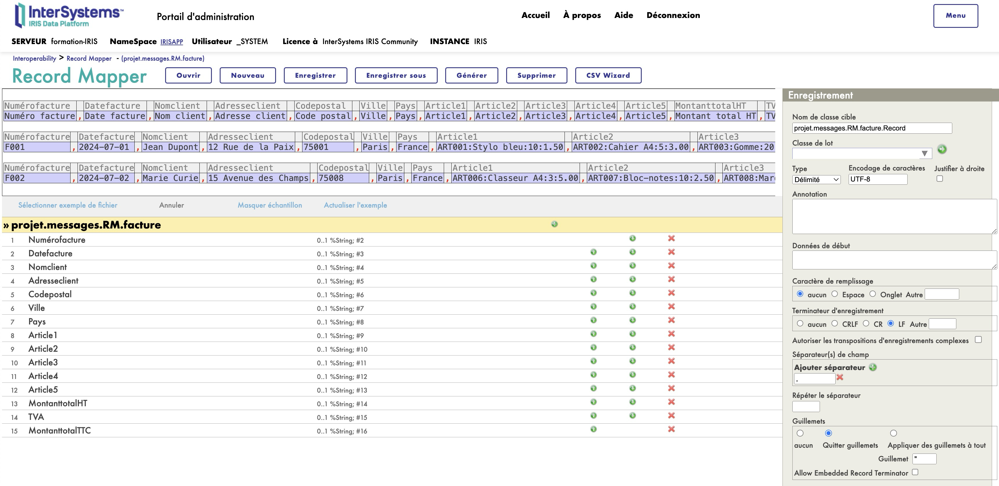 InterSystems™
IRIS Data Platform
Portail d'administration
Accueil À propos Aide Déconnexion
Menu
SERVEUR formation-IRIS NameSpace IRISAPP Utilisateur _SYSTEM Licence à InterSystems IRIS Community INSTANCE IRIS
Interoperability > Record Mapper - (projet.messages.RM.facture)
Record Mapper
Ouvrir Nouveau Enregistrer Enregistrer sous Générer Supprimer CSV Wizard
Numérofacture Datefacture Nomclient Adresseclient Codepostal Ville Pays Article1 Article2 Article3 Article4 Article5 MontanttotalHT TV
Numéro facture , Date facture , Nom client , Adresse client , Code postal , Ville , Pays , Article1 , Article2 , Article3 , Article4 , Article5 , Montant total HT , TV
Numérofacture Datefacture Nomclient Adresseclient Codepostal Ville Pays Article1 Article2 Article3
F001 , 2024-07-01 , Jean Dupont , 12 Rue de la Paix , 75001 , Paris , France , ART001:Stylo bleu:10:1.50 , ART002:Cahier A4:5:3.00 , ART003:Gomme:20
Numérofacture Datefacture Nomclient Adresseclient Codepostal Ville Pays Article1 Article2 Article3
F002 , 2024-07-02 , Marie Curie , 15 Avenue des Champs , 75008 , Paris , France , ART006:Classeur A4:3:5.00 , ART007:Bloc-notes:10:2.50 , ART008:Mar
Sélectionner exemple de fichier Annuler Masquer échantillon Actualiser l'exemple
» projet.messages.RM.facture
1 Numérofacture 0..1 %String; #2
2 Datefacture 0..1 %String; #3
3 Nomclient 0..1 %String; #4
4 Adresseclient 0..1 %String; #5
5 Codepostal 0..1 %String; #6
6 Ville 0..1 %String; #7
7 Pays 0..1 %String; #8
8 Article1 0..1 %String; #9
9 Article2 0..1 %String; #10
10 Article3 0..1 %String; #11
11 Article4 0..1 %String; #12
12 Article5 0..1 %String; #13
13 MontanttotalHT 0..1 %String; #14
14 TVA 0..1 %String; #15
15 MontanttotalTTC 0..1 %String; #16
Enregistrement
Nom de classe cible
projet.messages.RM.facture.Record
Classe de lot
Type Encodage de caractères Justifier à droite
Délimité UTF-8
Annotation
Données de début
Caractère de remplissage
aucun Espace Onglet Autre
Terminateur d'enregistrement
aucun CRLF CR LF Autre
Autoriser les transpositions d'enregistrements complexes
Séparateur(s) de champ
Ajouter séparateur
,
Répéter le séparateur
Guillemets
aucun Quitter guillemets Appliquer des guillemets à tout
Guillemet "
Allow Embedded Record Terminator